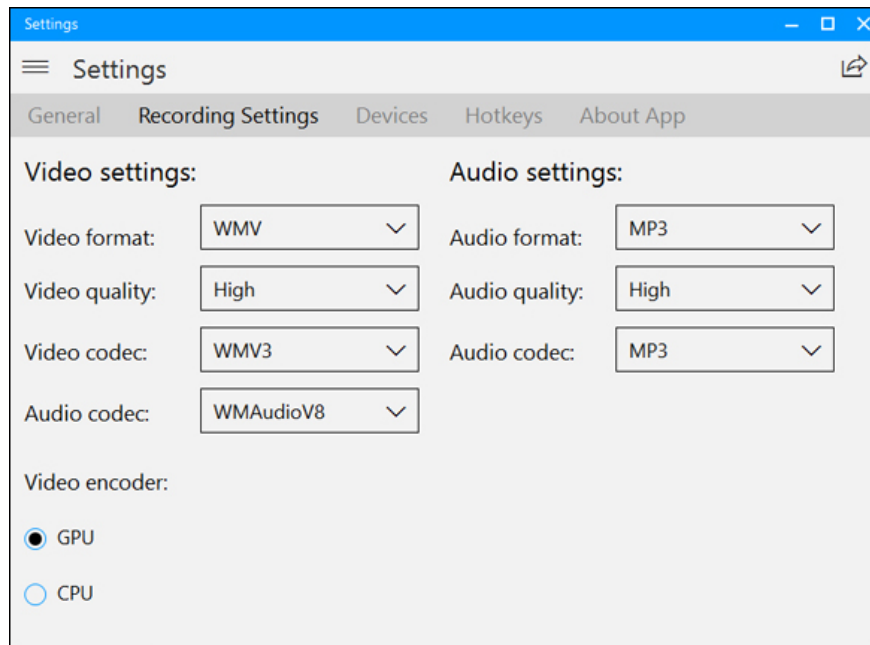 Settings
Settings
General Recording Settings Devices Hotkeys About App
Video settings:
Video format: WMV
Video quality: High
Video codec: WMV3
Audio codec: WMAudioV8
Video encoder:
GPU
CPU
Audio settings:
Audio format: MP3
Audio quality: High
Audio codec: MP3